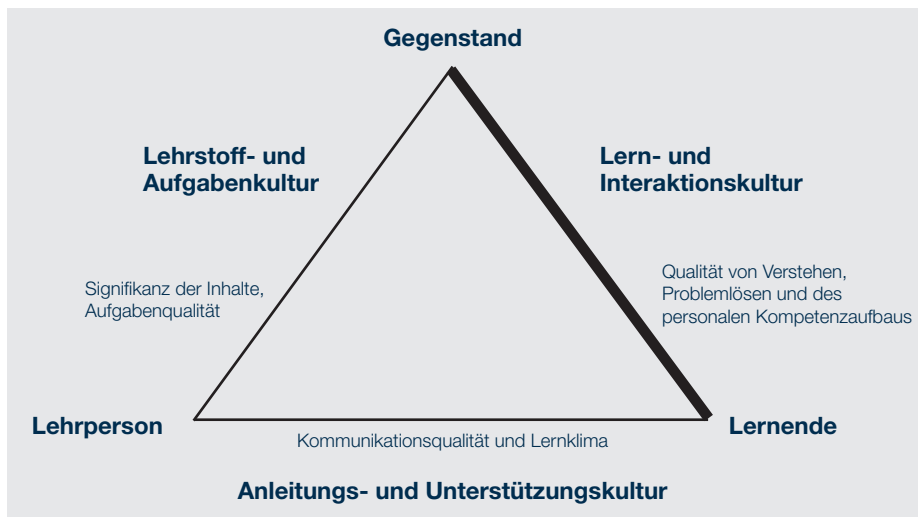 Gegenstand
Lehrstoff- und
Aufgabenkultur
Lern- und
Interaktionskultur
Signifikanz der Inhalte,
Aufgabenqualität
Qualität von Verstehen,
Problemlösen und des
personalen Kompetenzaufbaus
Lehrperson
Lernende
Kommunikationsqualität und Lernklima
Anleitungs- und Unterstützungskultur